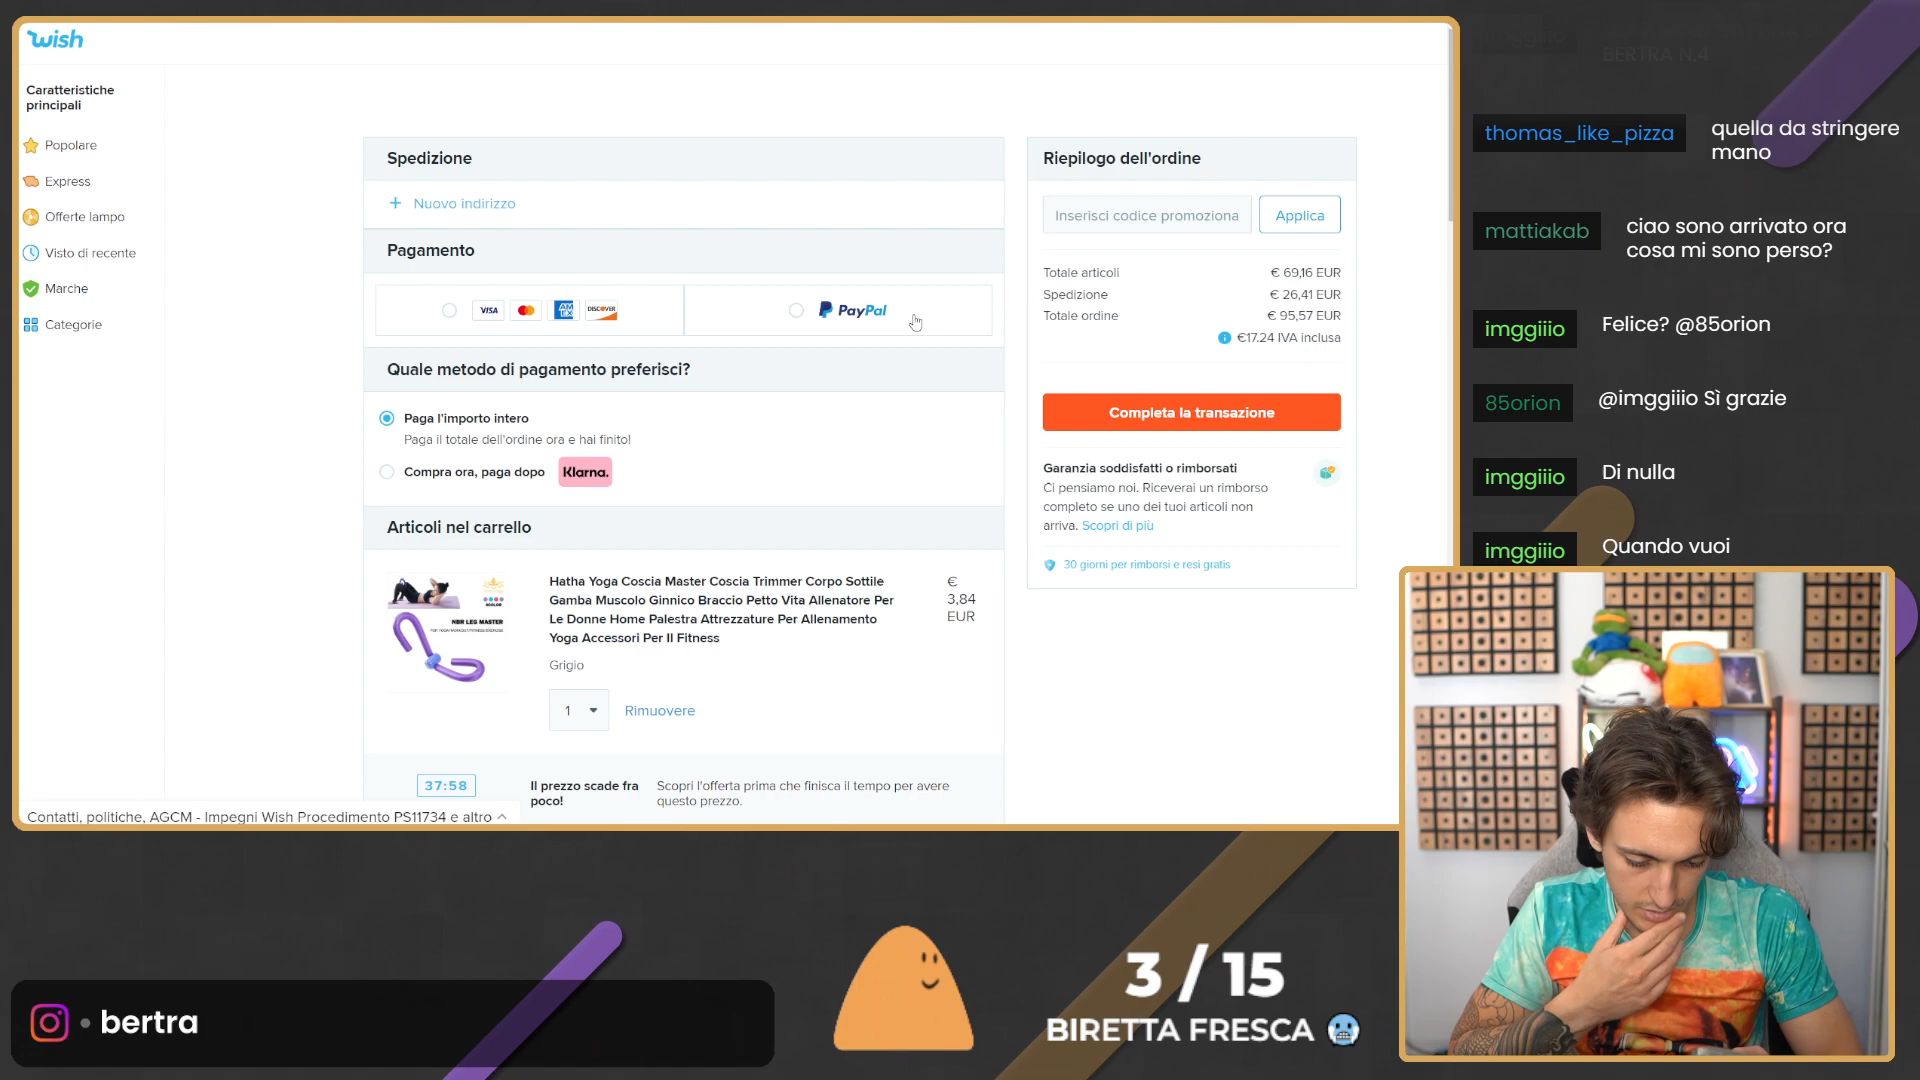 wish
Caratteristiche
principali
Popolare
Express
Offerte lampo
Visto di recente
Marche
Categorie
Contatti, politiche, AGCM - Impegni Wish Procedimento PS11734 e altro
Spedizione
+ Nuovo indirizzo
Pagamento
VISA
AMEX
DISCOVER
PayPal
Quale metodo di pagamento preferisci?
Paga l'importo intero
Paga il totale dell'ordine ora e hai finito!
Compra ora, paga dopo Klarna.
Articoli nel carrello
NBR LEG MASTER
Hatha Yoga Coscia Master Coscia Trimmer Corpo Sottile
Gamba Muscolo Ginnico Braccio Petto Vita Allenatore Per
Le Donne Home Palestra Attrezzature Per Allenamento
Yoga Accessori Per Il Fitness
€
3,84
EUR
Grigio
1
Rimuovere
37:58
Il prezzo scade fra
poco!
Scopri l'offerta prima che finisca il tempo per avere
questo prezzo.
Riepilogo dell'ordine
Inserisci codice promoziona
Applica
Totale articoli € 69,16 EUR
Spedizione € 26,41 EUR
Totale ordine € 95,57 EUR
€17.24 IVA inclusa
Completa la transazione
Garanzia soddisfatti o rimborsati
Ci pensiamo noi. Riceverai un rimborso
completo se uno dei tuoi articoli non
arriva. Scopri di più
30 giorni per rimborsi e resi gratis
BERTRA N.4
thomas_like_pizza quella da stringere
mano
mattiakab ciao sono arrivato ora
cosa mi sono perso?
imggiiio Felice? @85orion
85orion @imggiiio Sì grazie
imggiiio Di nulla
imggiiio Quando vuoi
bertra
3 / 15
BIRETTA FRESCA